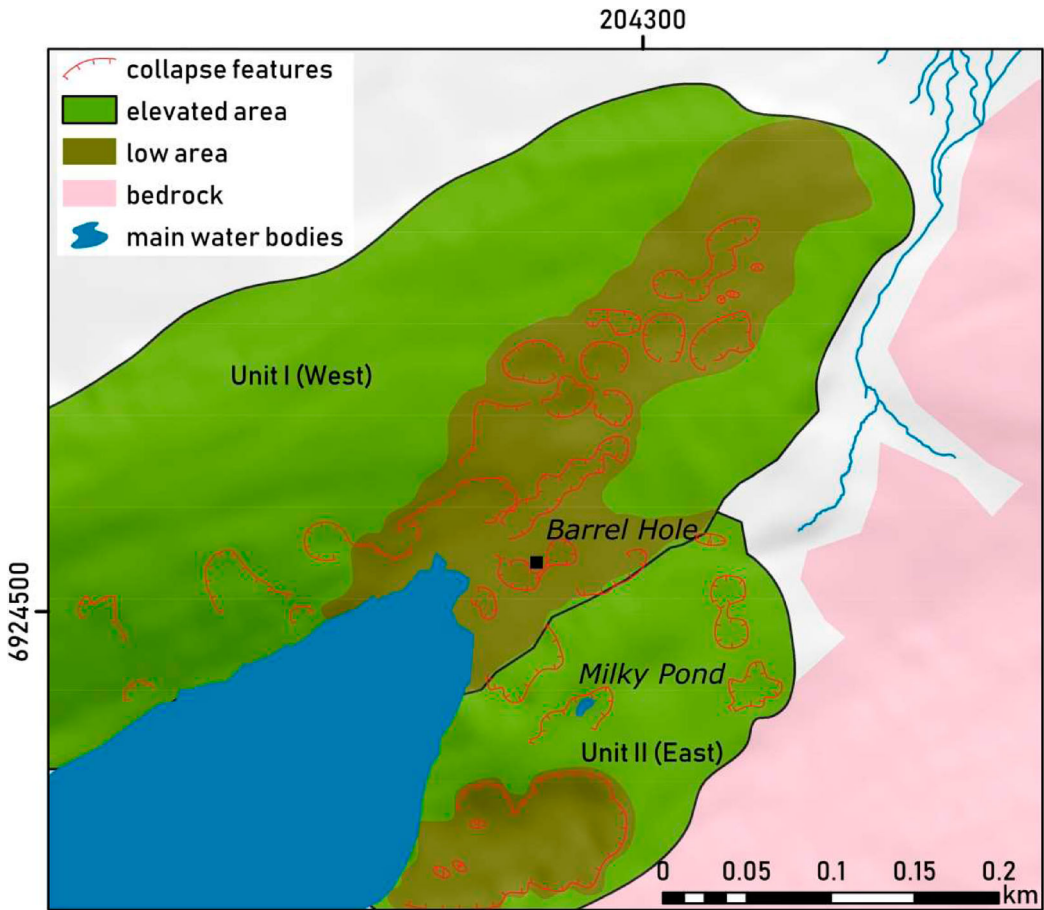 204300
collapse features
elevated area
low area
bedrock
main water bodies
Unit I (West)
Barrel Hole
6924500
Milky Pond
Unit II (East)
0 0.05 0.1 0.15 0.2
km